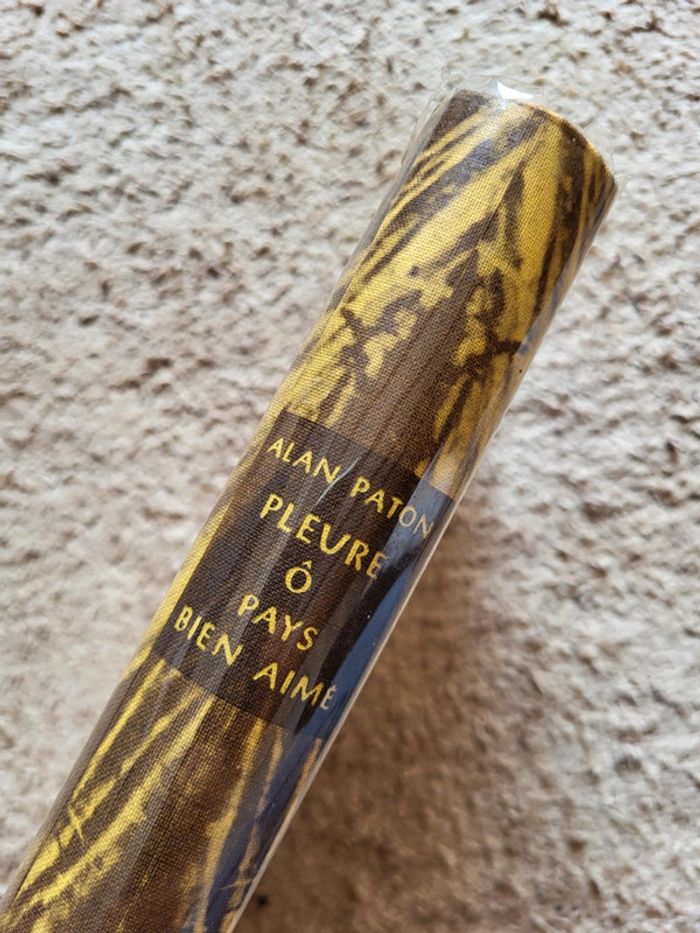 ALAN PATON
PLEURE
Ô
PAYS
BIEN AIMÉ